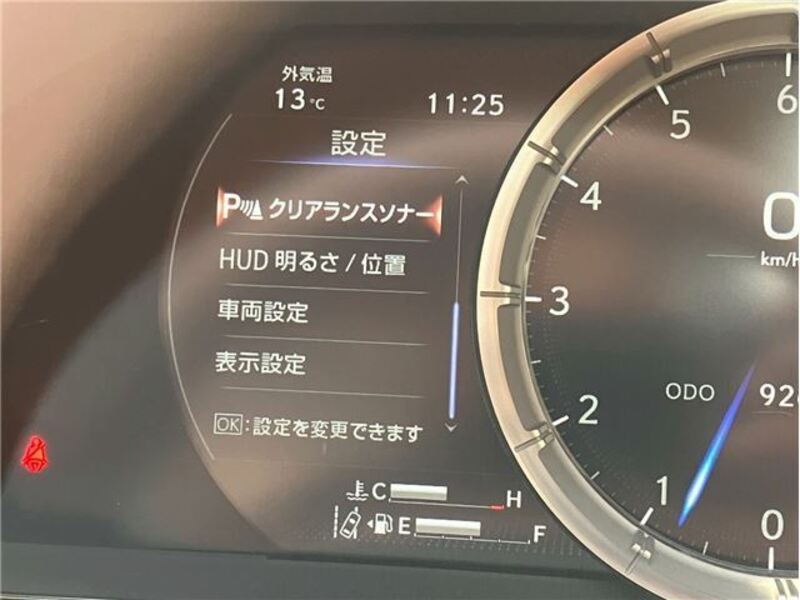 外気温
13℃
11:25
設定
P クリアランスソナー
HUD 明るさ / 位置
車両設定
表示設定
OK:設定を変更できます
C H
E F
6
5
4
3
2
1
0
0
km/h
ODO